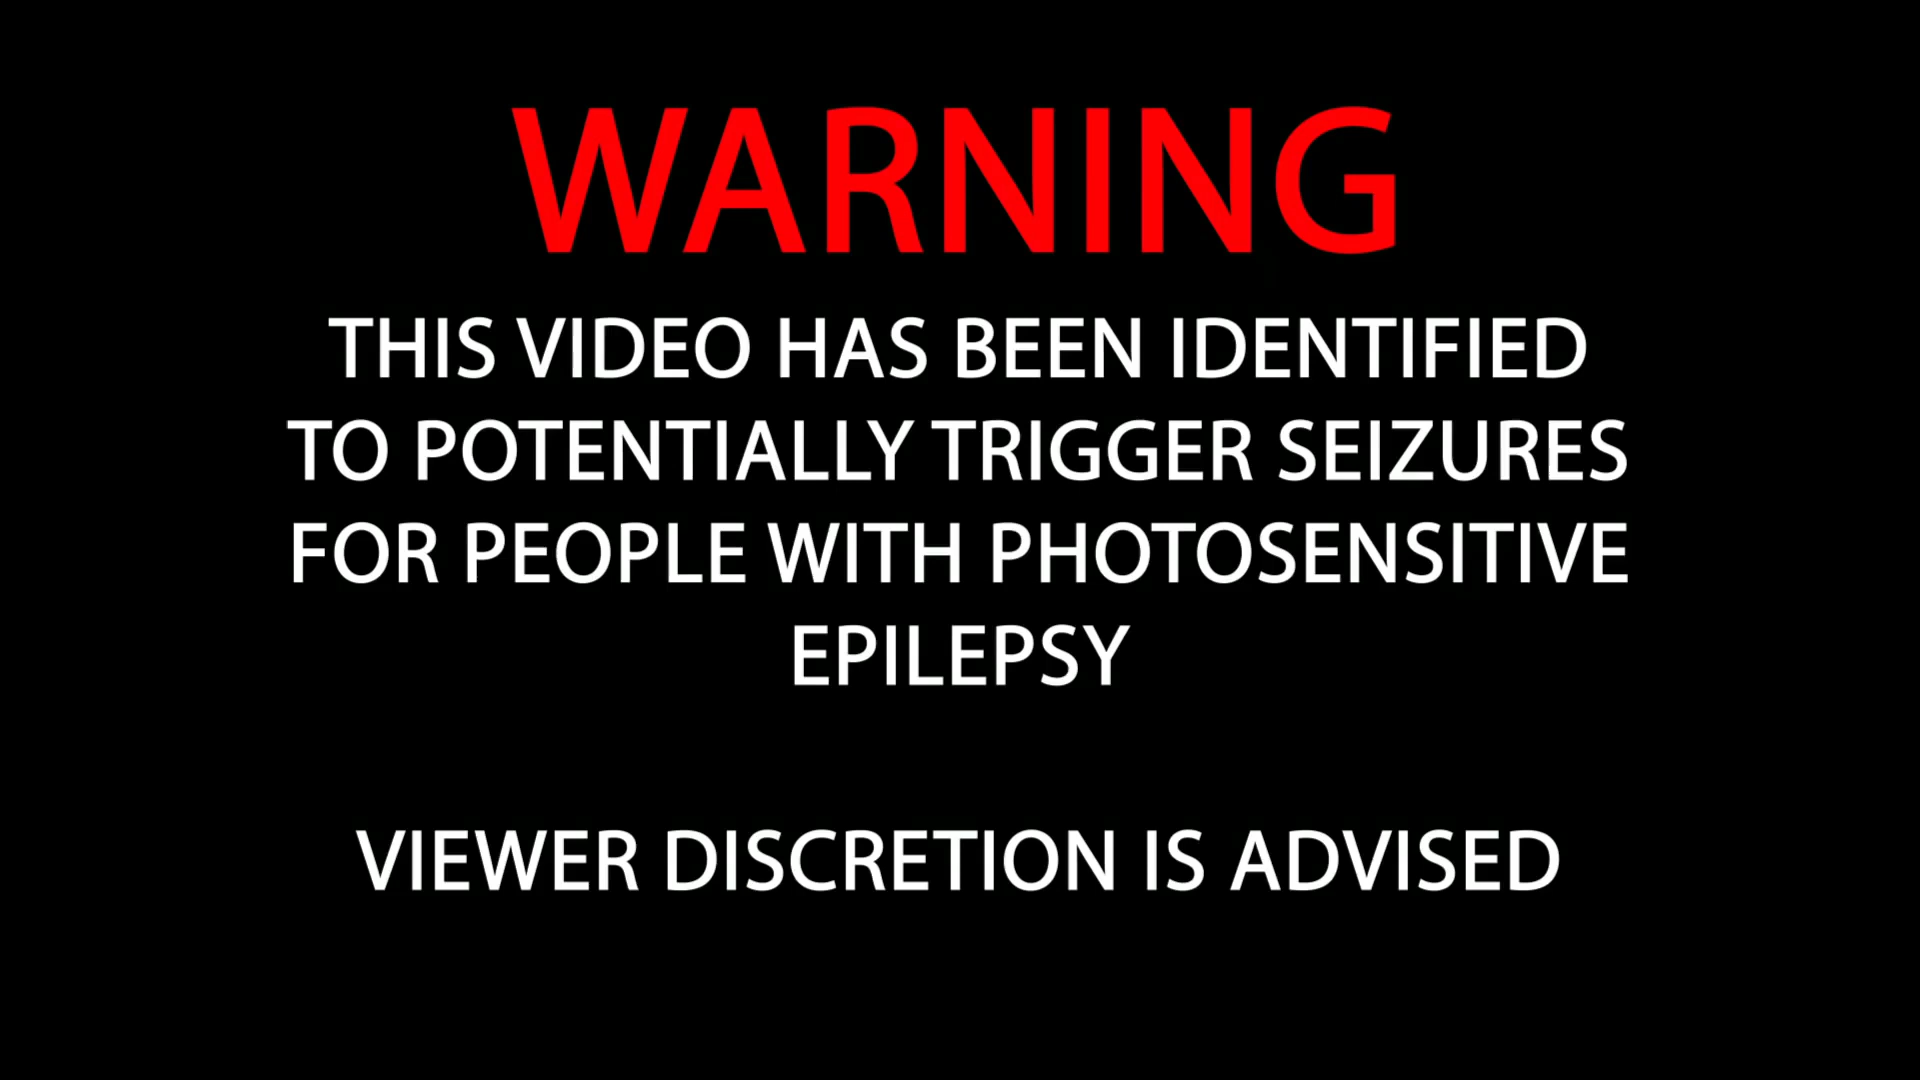 WARNING
THIS VIDEO HAS BEEN IDENTIFIED
TO POTENTIALLY TRIGGER SEIZURES
FOR PEOPLE WITH PHOTOSENSITIVE
EPILEPSY
VIEWER DISCRETION IS ADVISED